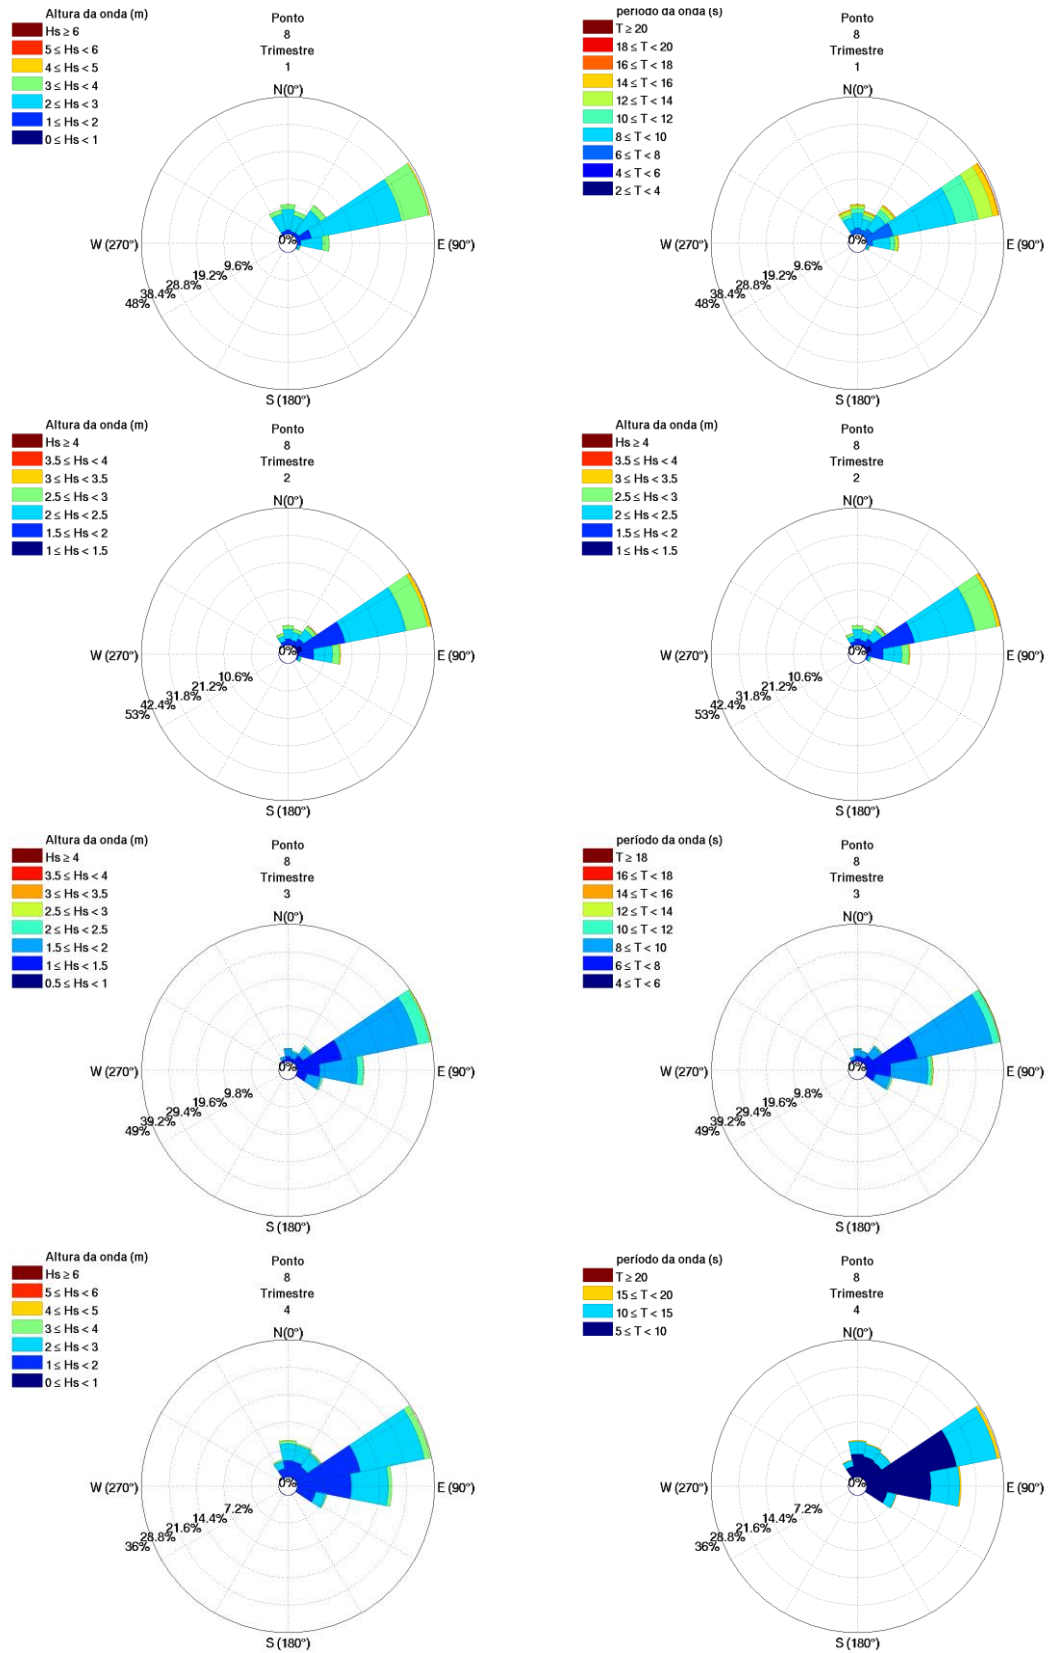 Altura da onda (m)
Hs ≥ 6
5 ≤ Hs < 6
4 ≤ Hs < 5
3 ≤ Hs < 4
2 ≤ Hs < 3
1 ≤ Hs < 2
0 ≤ Hs < 1
Ponto
8
Trimestre
1
N(0°)
W (270°)
E (90°)
S (180°)
0%
9.6%
19.2%
28.8%
38.4%
48%
período da onda (s)
T ≥ 20
18 ≤ T < 20
16 ≤ T < 18
14 ≤ T < 16
12 ≤ T < 14
10 ≤ T < 12
8 ≤ T < 10
6 ≤ T < 8
4 ≤ T < 6
2 ≤ T < 4
Ponto
8
Trimestre
1
N(0°)
W (270°)
E (90°)
S (180°)
0%
9.6%
19.2%
28.8%
38.4%
48%
Altura da onda (m)
Hs ≥ 4
3.5 ≤ Hs < 4
3 ≤ Hs < 3.5
2.5 ≤ Hs < 3
2 ≤ Hs < 2.5
1.5 ≤ Hs < 2
1 ≤ Hs < 1.5
Ponto
8
Trimestre
2
N(0°)
W (270°)
E (90°)
S (180°)
0%
10.6%
21.2%
31.8%
42.4%
53%
Altura da onda (m)
Hs ≥ 4
3.5 ≤ Hs < 4
3 ≤ Hs < 3.5
2.5 ≤ Hs < 3
2 ≤ Hs < 2.5
1.5 ≤ Hs < 2
1 ≤ Hs < 1.5
Ponto
8
Trimestre
2
N(0°)
W (270°)
E (90°)
S (180°)
0%
10.6%
21.2%
31.8%
42.4%
53%
Altura da onda (m)
Hs ≥ 4
3.5 ≤ Hs < 4
3 ≤ Hs < 3.5
2.5 ≤ Hs < 3
2 ≤ Hs < 2.5
1.5 ≤ Hs < 2
1 ≤ Hs < 1.5
0.5 ≤ Hs < 1
Ponto
8
Trimestre
3
N(0°)
W (270°)
E (90°)
S (180°)
0%
9.8%
19.6%
29.4%
39.2%
49%
período da onda (s)
T ≥ 18
16 ≤ T < 18
14 ≤ T < 16
12 ≤ T < 14
10 ≤ T < 12
8 ≤ T < 10
6 ≤ T < 8
4 ≤ T < 6
Ponto
8
Trimestre
3
N(0°)
W (270°)
E (90°)
S (180°)
0%
9.8%
19.6%
29.4%
39.2%
49%
Altura da onda (m)
Hs ≥ 6
5 ≤ Hs < 6
4 ≤ Hs < 5
3 ≤ Hs < 4
2 ≤ Hs < 3
1 ≤ Hs < 2
0 ≤ Hs < 1
Ponto
8
Trimestre
4
N(0°)
W (270°)
E (90°)
S (180°)
0%
7.2%
14.4%
21.6%
28.8%
36%
período da onda (s)
T ≥ 20
15 ≤ T < 20
10 ≤ T < 15
5 ≤ T < 10
Ponto
8
Trimestre
4
N(0°)
W (270°)
E (90°)
S (180°)
0%
7.2%
14.4%
21.6%
28.8%
36%